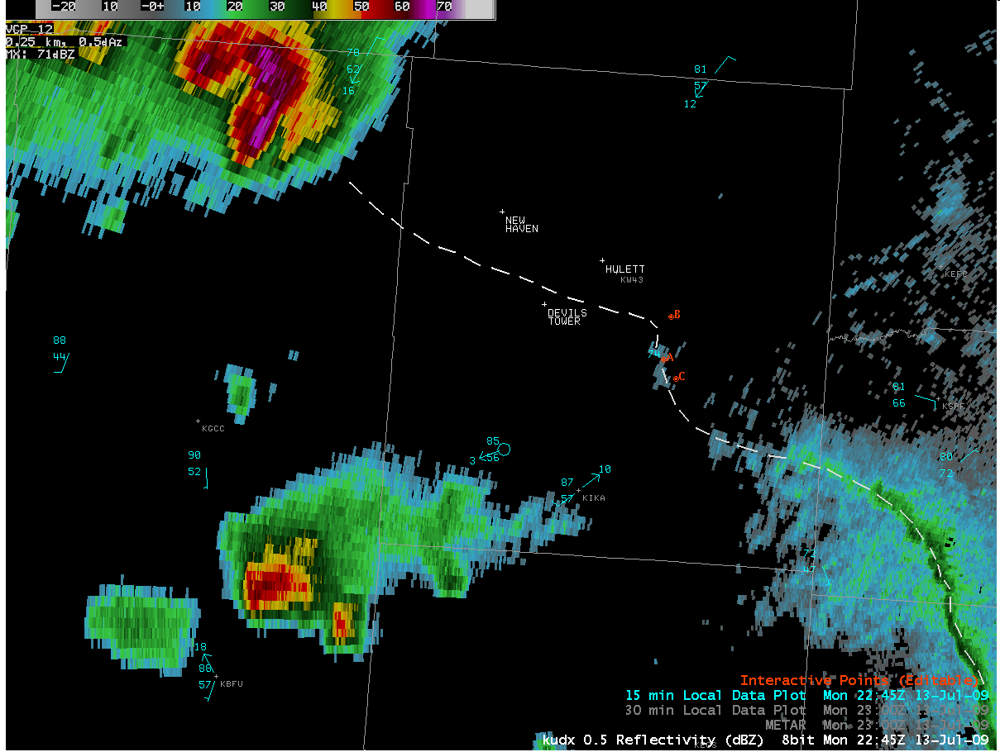 -20 10 -0+ 10 20 30 40 50 60 70
VCP 12
0.25 km, 0.5dAz
MX: 71dBZ
70
62
16
81
57
12
NEW
HAVEN
HULETT
KW43
KEFC
DEVILS
TOWER
B
88
44
74
A
C
81
66
KSPF
KGCC
90
52
85
56
3
80
72
87
57
10
KIKA
72
47
18
88
57
KBFU
Interactive Points (Editable)
15 min Local Data Plot Mon 22:45Z 13-Jul-09
30 min Local Data Plot Mon 23:00Z 13-Jul-09
METAR Mon 23:00Z 13-Jul-09
kudx 0.5 Reflectivity (dBZ) 8bit Mon 22:45Z 13-Jul-09